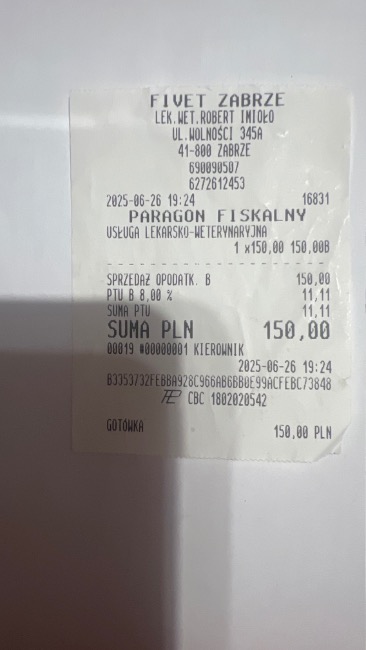 FIVET ZABRZE
LEK.WET.ROBERT IMIOŁO
UL.WOLNOŚCI 345A
41-800 ZABRZE
690090507
6272612453
2025-06-26 19:24 16831
PARAGON FISKALNY
USŁUGA LEKARSKO-WETERYNARYJNA
1 x150,00 150,00B
SPRZEDAŻ OPODATK. B 150,00
PTU B 8,00 % 11,11
SUMA PTU 11,11
SUMA PLN 150,00
00019 #00000001 KIEROWNIK
2025-06-26 19:24
CBC 1802020542
GOTÓWKA 150,00 PLN